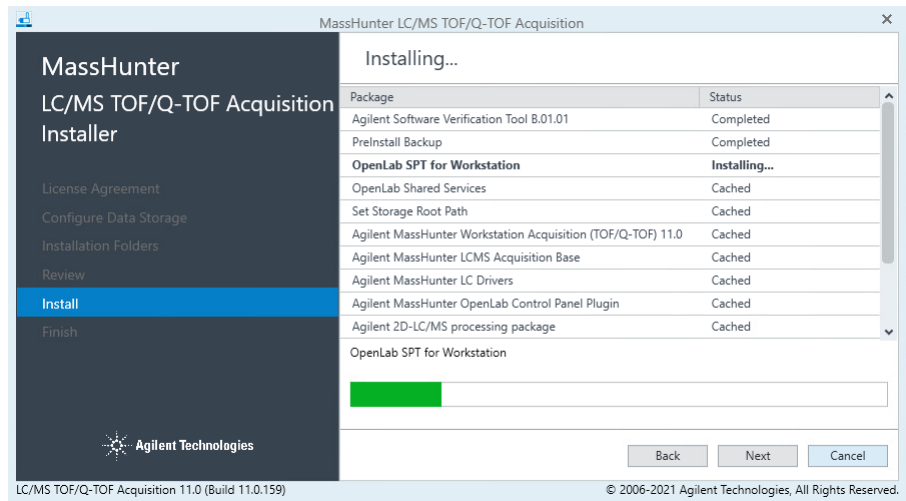 MassHunter LC/MS TOF/Q-TOF Acquisition
MassHunter
LC/MS TOF/Q-TOF Acquisition
Installer
License Agreement
Configure Data Storage
Installation Folders
Review
Install
Finish
Agilent Technologies
Installing...
Package Status
Agilent Software Verification Tool B.01.01 Completed
PreInstall Backup Completed
OpenLab SPT for Workstation Installing...
OpenLab Shared Services Cached
Set Storage Root Path Cached
Agilent MassHunter Workstation Acquisition (TOF/Q-TOF) 11.0 Cached
Agilent MassHunter LCMS Acquisition Base Cached
Agilent MassHunter LC Drivers Cached
Agilent MassHunter OpenLab Control Panel Plugin Cached
Agilent 2D-LC/MS processing package Cached
OpenLab SPT for Workstation
Back Next Cancel
LC/MS TOF/Q-TOF Acquisition 11.0 (Build 11.0.159) © 2006-2021 Agilent Technologies, All Rights Reserved.